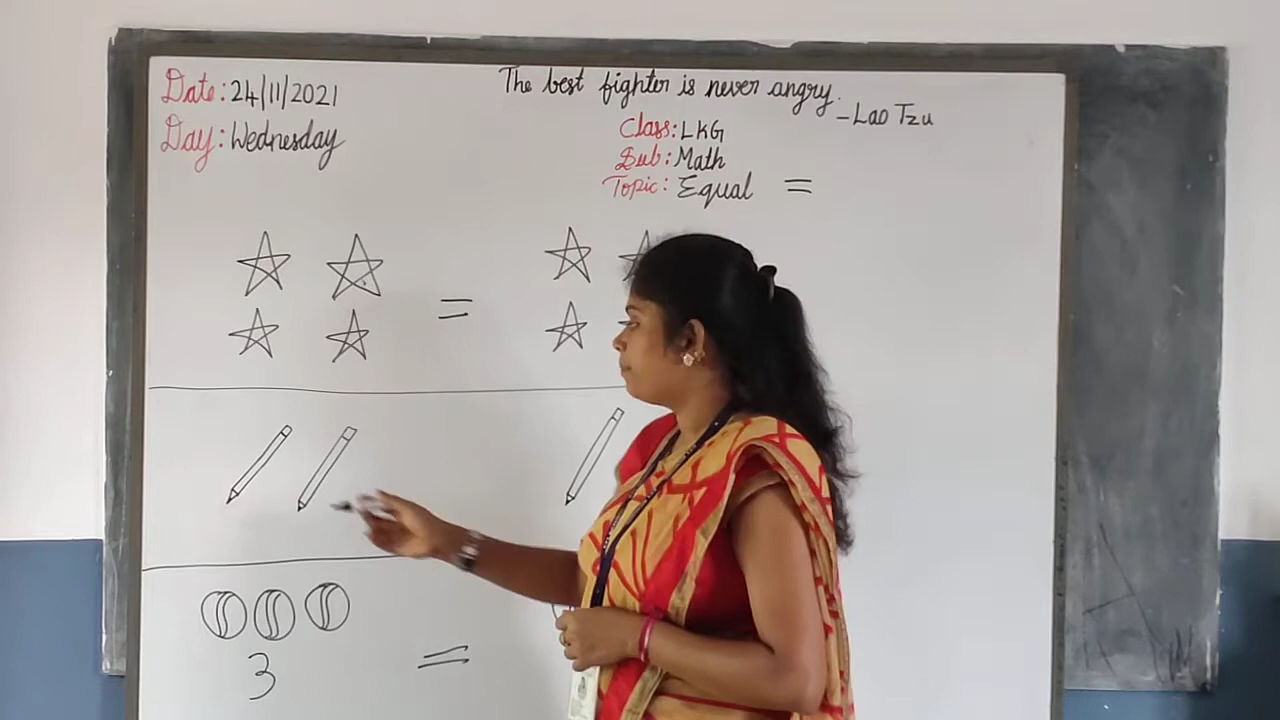 Date: 24/11/2021
Day: Wednesday
The best fighter is never angry.
-Lao Tzu
Class: LKG
Sub: Math
Topic: Equal =
=
3 =